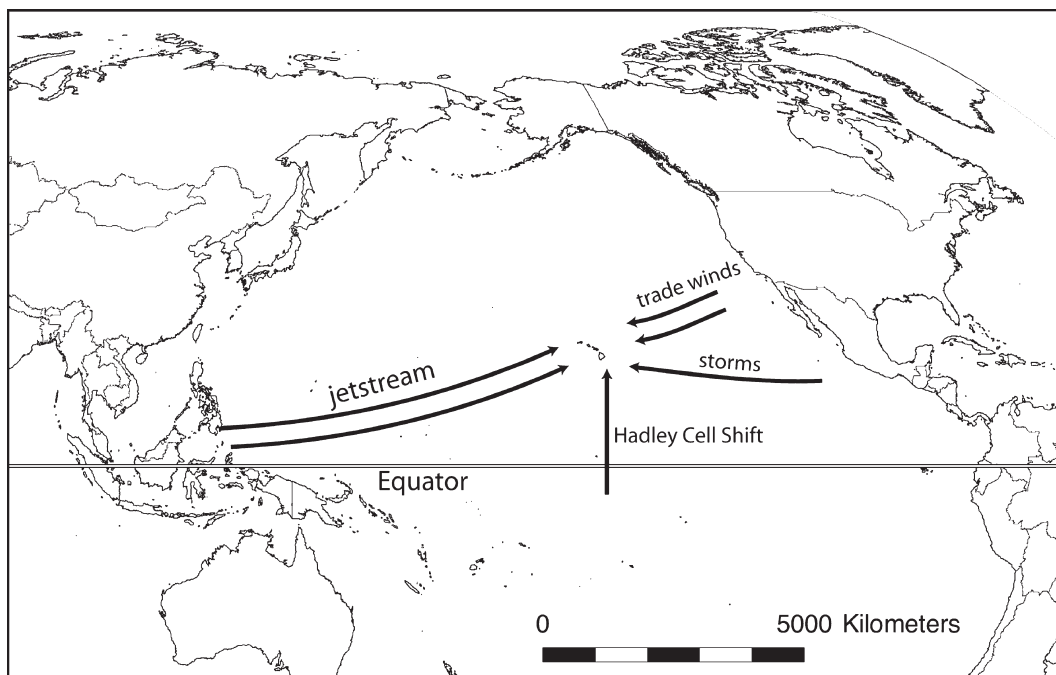 trade winds
storms
jetstream
Hadley Cell Shift
Equator
0 5000 Kilometers